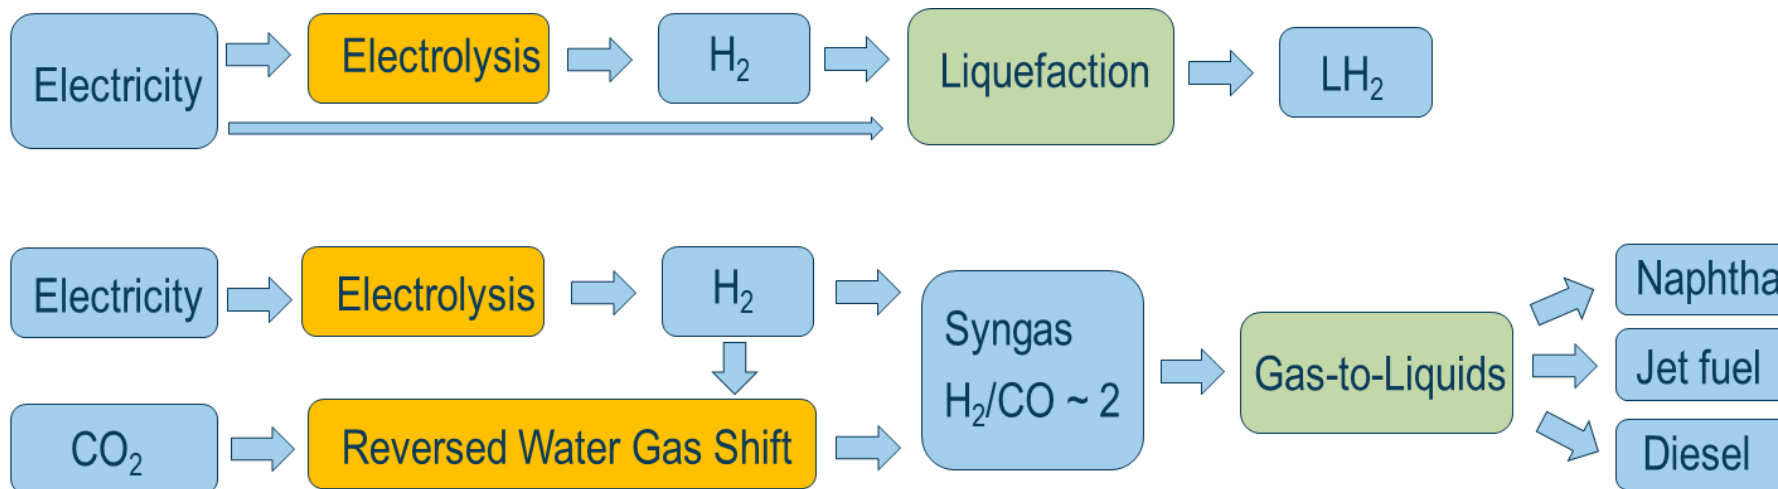 Electricity
Electrolysis
H₂
Liquefaction
LH₂
Electricity
Electrolysis
H₂
Syngas
H₂/CO ~ 2
Gas-to-Liquids
Naphtha
Jet fuel
Diesel
CO₂
Reversed Water Gas Shift